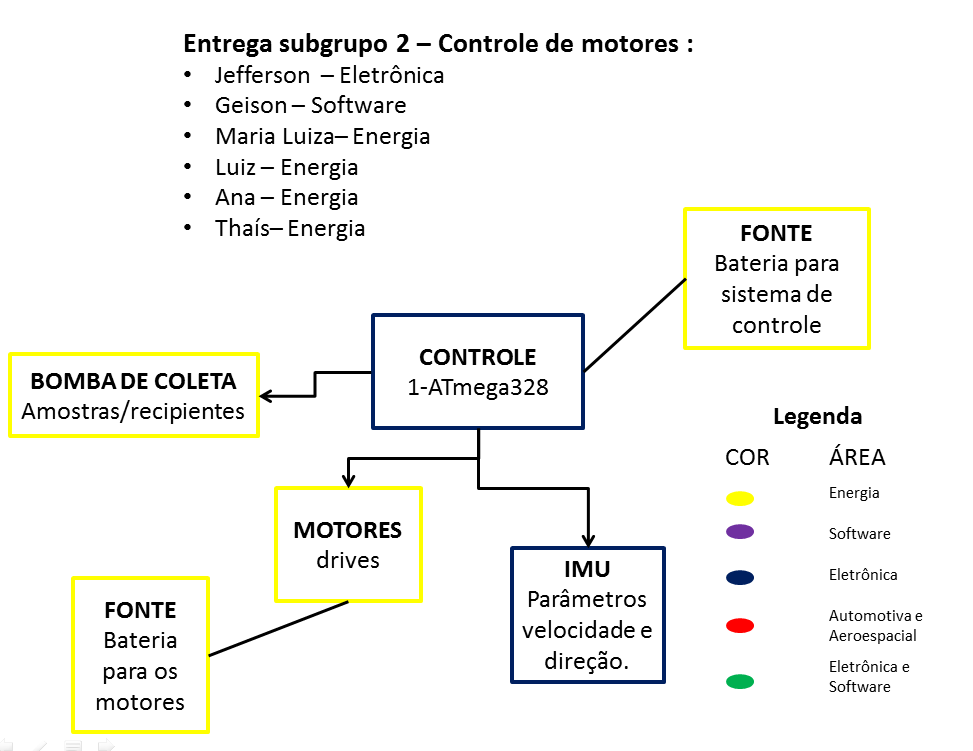 Entrega subgrupo 2 – Controle de motores :
• Jefferson – Eletrônica
• Geison – Software
• Maria Luiza– Energia
• Luiz – Energia
• Ana – Energia
• Thaís– Energia
FONTE
Bateria para
sistema de
controle
CONTROLE
1-ATmega328
BOMBA DE COLETA
Amostras/recipientes
MOTORES
drives
FONTE
Bateria
para os
motores
IMU
Parâmetros
velocidade e
direção.
Legenda
COR ÁREA
Energia
Software
Eletrônica
Automotiva e
Aeroespacial
Eletrônica e
Software